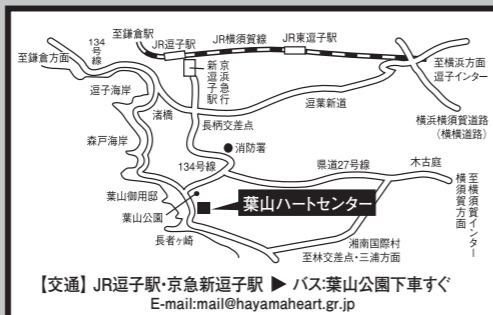 至鎌倉駅
134号線
JR逗子駅
JR横須賀線
JR東逗子駅
至鎌倉方面
京浜急行
新逗子駅
至横浜方面
逗子インター
逗子海岸
渚橋
逗葉新道
長柄交差点
横浜横須賀道路
(横横道路)
森戸海岸
消防署
134号線
県道27号線
木古庭
葉山御用邸
葉山公園
葉山ハートセンター
至横須賀インター
横須賀方面
長者ヶ崎
湘南国際村
至林交差点・三浦方面
【交通】JR逗子駅・京急新逗子駅 ▶ バス:葉山公園下車すぐ
E-mail:mail@hayamaheart.gr.jp